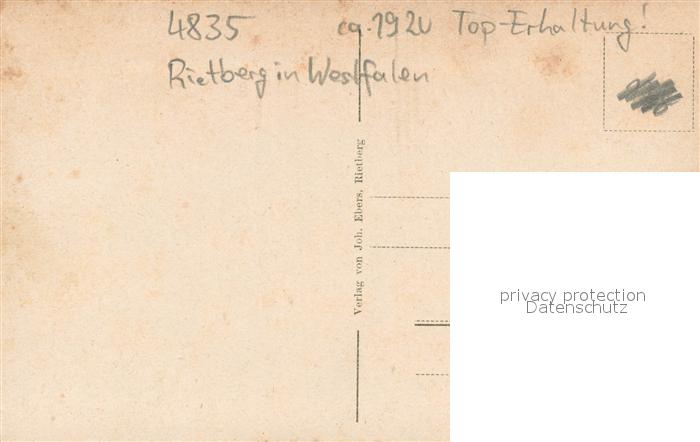 4835 ca. 1920 Top-Erhaltung!
Rietberg in Westfalen
Verlag von Joh. Ebers, Rietberg
privacy protection
Datenschutz